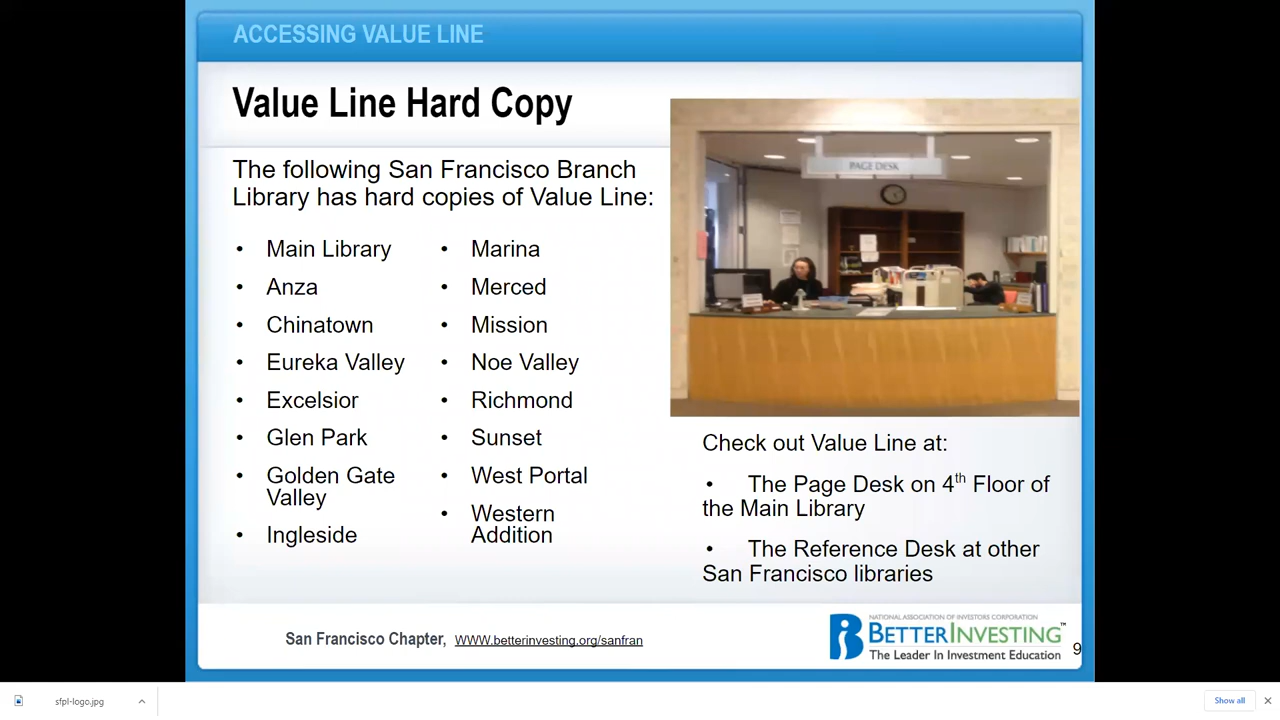 ACCESSING VALUE LINE
Value Line Hard Copy
The following San Francisco Branch
Library has hard copies of Value Line:
• Main Library
• Anza
• Chinatown
• Eureka Valley
• Excelsior
• Glen Park
• Golden Gate
Valley
• Ingleside
• Marina
• Merced
• Mission
• Noe Valley
• Richmond
• Sunset
• West Portal
• Western
Addition
PAGE DESK
Check out Value Line at:
• The Page Desk on 4th Floor of
the Main Library
• The Reference Desk at other
San Francisco libraries
San Francisco Chapter, WWW.betterinvesting.org/sanfran
NATIONAL ASSOCIATION OF INVESTORS CORPORATION
BETTERINVESTING™
The Leader In Investment Education
9
sfpl-logo.jpg
Show all